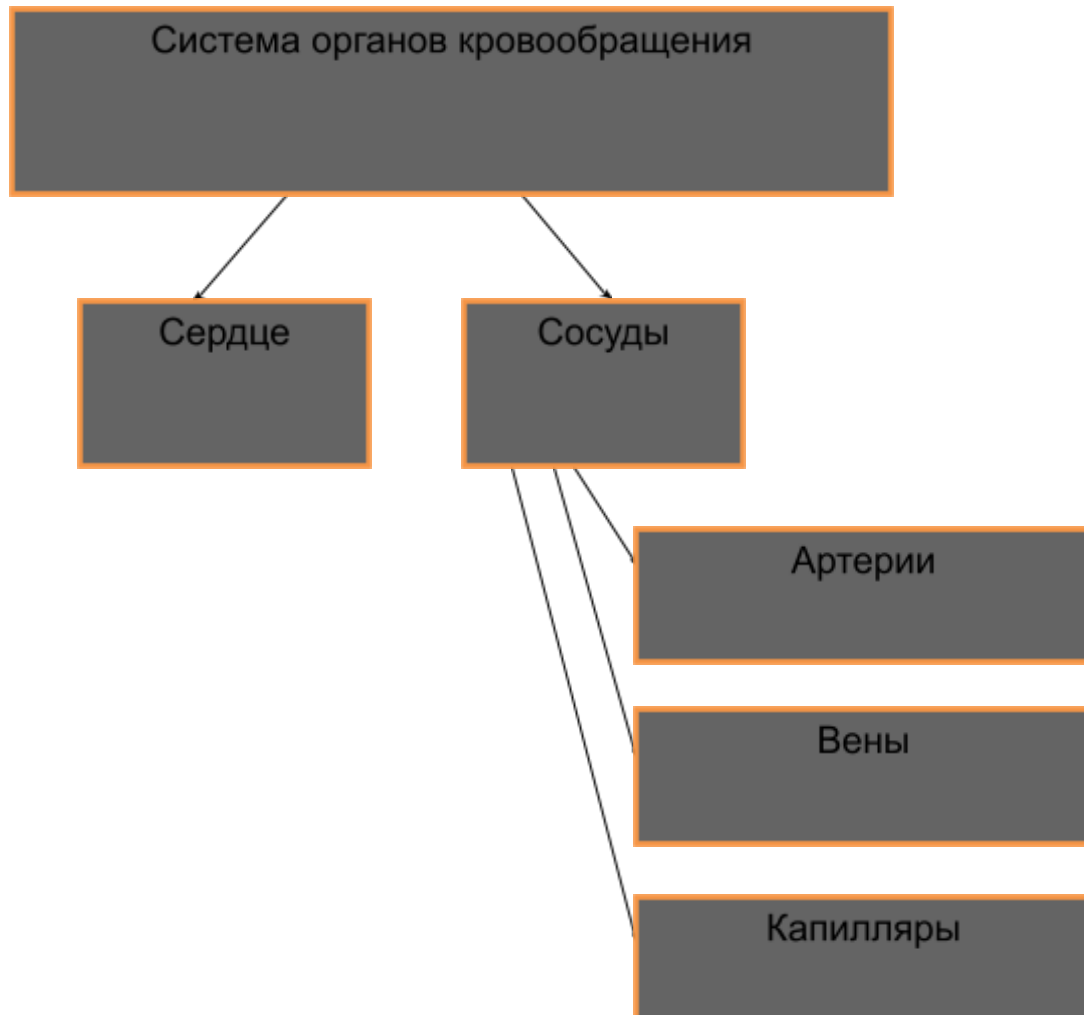 Система органов кровообращения
Сердце
Сосуды
Артерии
Вены
Капилляры